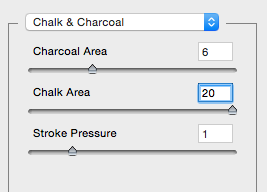 Chalk & Charcoal
Charcoal Area 6
Chalk Area 20
Stroke Pressure 1